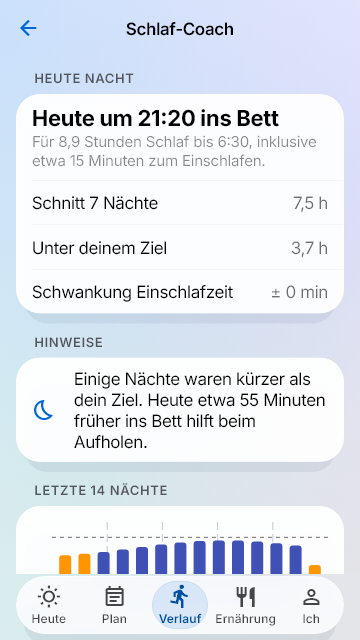 Schlaf-Coach
HEUTE NACHT
Heute um 21:20 ins Bett
Für 8,9 Stunden Schlaf bis 6:30, inklusive
etwa 15 Minuten zum Einschlafen.
Schnitt 7 Nächte 7,5 h
Unter deinem Ziel 3,7 h
Schwankung Einschlafzeit ± 0 min
HINWEISE
Einige Nächte waren kürzer als
dein Ziel. Heute etwa 55 Minuten
früher ins Bett hilft beim
Aufholen.
LETZTE 14 NÄCHTE
Heute Plan Verlauf Ernährung Ich